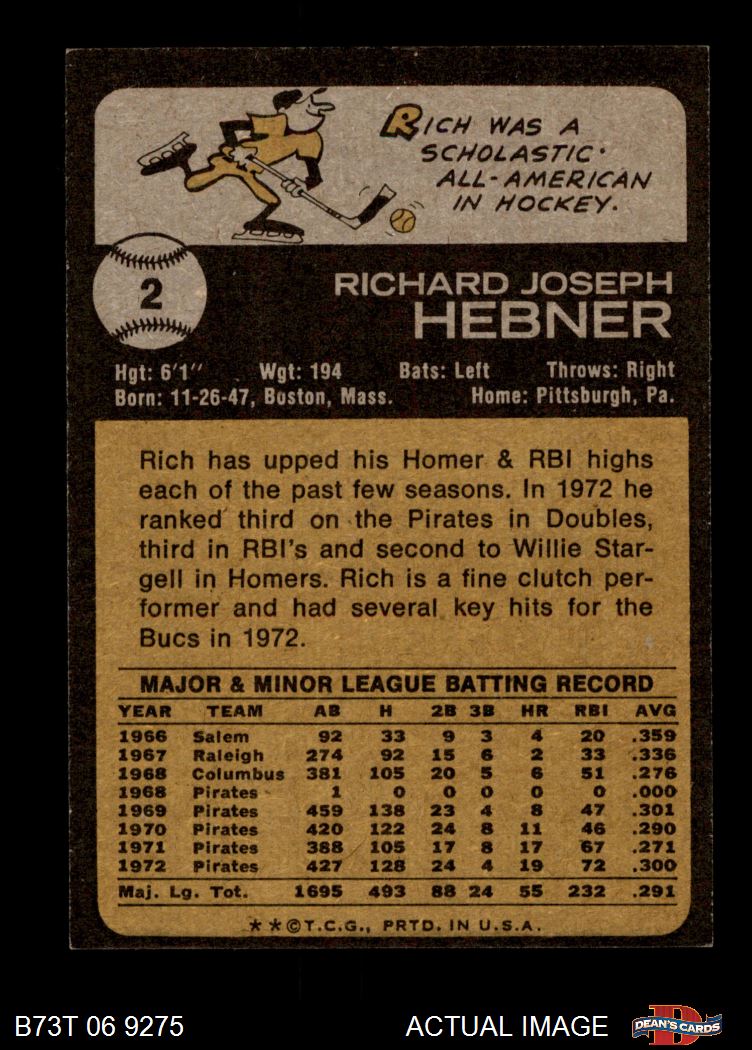 RICH WAS A
SCHOLASTIC
ALL-AMERICAN
IN HOCKEY.
2
RICHARD JOSEPH
HEBNER
Hgt: 6'1" Wgt: 194 Bats: Left Throws: Right
Born: 11-26-47, Boston, Mass. Home: Pittsburgh, Pa.
Rich has upped his Homer & RBI highs
each of the past few seasons. In 1972 he
ranked third on the Pirates in Doubles,
third in RBI's and second to Willie Star-
gell in Homers. Rich is a fine clutch per-
former and had several key hits for the
Bucs in 1972.
MAJOR & MINOR LEAGUE BATTING RECORD
YEAR TEAM AB H 2B 3B HR RBI AVG
1966 Salem 92 33 9 3 4 20 .359
1967 Raleigh 274 92 15 6 2 33 .336
1968 Columbus 381 105 20 5 6 51 .276
1968 Pirates 1 0 0 0 0 0 .000
1969 Pirates 459 138 23 4 8 47 .301
1970 Pirates 420 122 24 8 11 46 .290
1971 Pirates 388 105 17 8 17 67 .271
1972 Pirates 427 128 24 4 19 72 .300
Maj. Lg. Tot. 1695 493 88 24 55 232 .291
★★©T.C.G., PRTD. IN U.S.A.
B73T 06 9275 ACTUAL IMAGE D DEAN'S CARDS